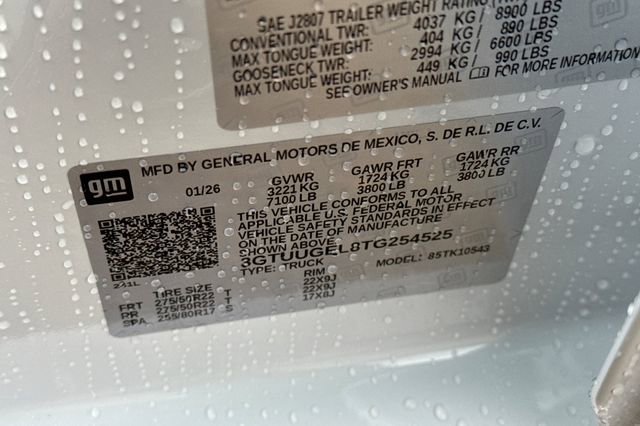 SAE J2807 TRAILER WEIGHT RATING
CONVENTIONAL TWR: 4037 KG / 8900 LBS
MAX TONGUE WEIGHT: 404 KG / 890 LBS
GOOSENECK TWR: 2994 KG / 6600 LBS
MAX TONGUE WEIGHT: 449 KG / 990 LBS
SEE OWNER'S MANUAL FOR MORE INFORMATION
gm
MFD BY GENERAL MOTORS DE MEXICO, S. DE R.L. DE C.V.
01/26
GVWR GAWR FRT GAWR RR
3221 KG 1724 KG 1724 KG
7100 LB 3800 LB 3800 LB
THIS VEHICLE CONFORMS TO ALL
APPLICABLE U.S. FEDERAL MOTOR
VEHICLE SAFETY STANDARDS IN EFFECT
SHOWN ABOVE.
3GTUUGEL8TG254525
TYPE: TRUCK MODEL: 85TK10543
241L
TIRE SIZE RIM
FRT 275/50R22 T 22X9J
RR 275/50R22 T 22X9J
SPA 255/80R17 S 17X8J